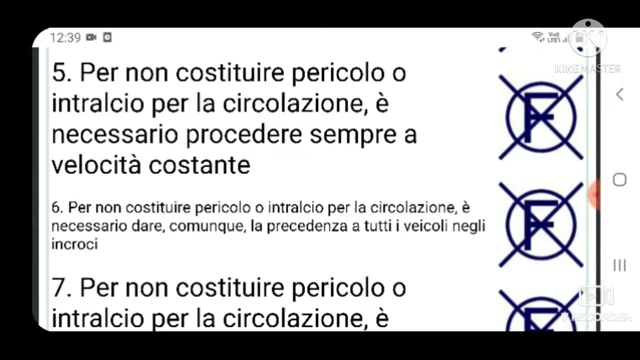 12:39
KINEMASTER
5. Per non costituire pericolo o
intralcio per la circolazione, è
necessario procedere sempre a
velocità costante
F
6. Per non costituire pericolo o intralcio per la circolazione, è
necessario dare, comunque, la precedenza a tutti i veicoli negli
incroci
F
7. Per non costituire pericolo o
intralcio per la circolazione, è
F